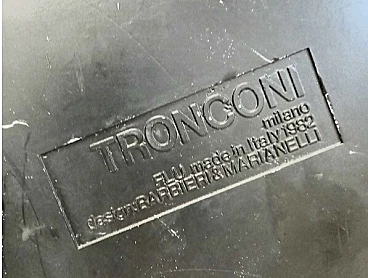 TRONCONI
milano
FLU made in Italy 1982
design: BARBIERI & MARIANELLI